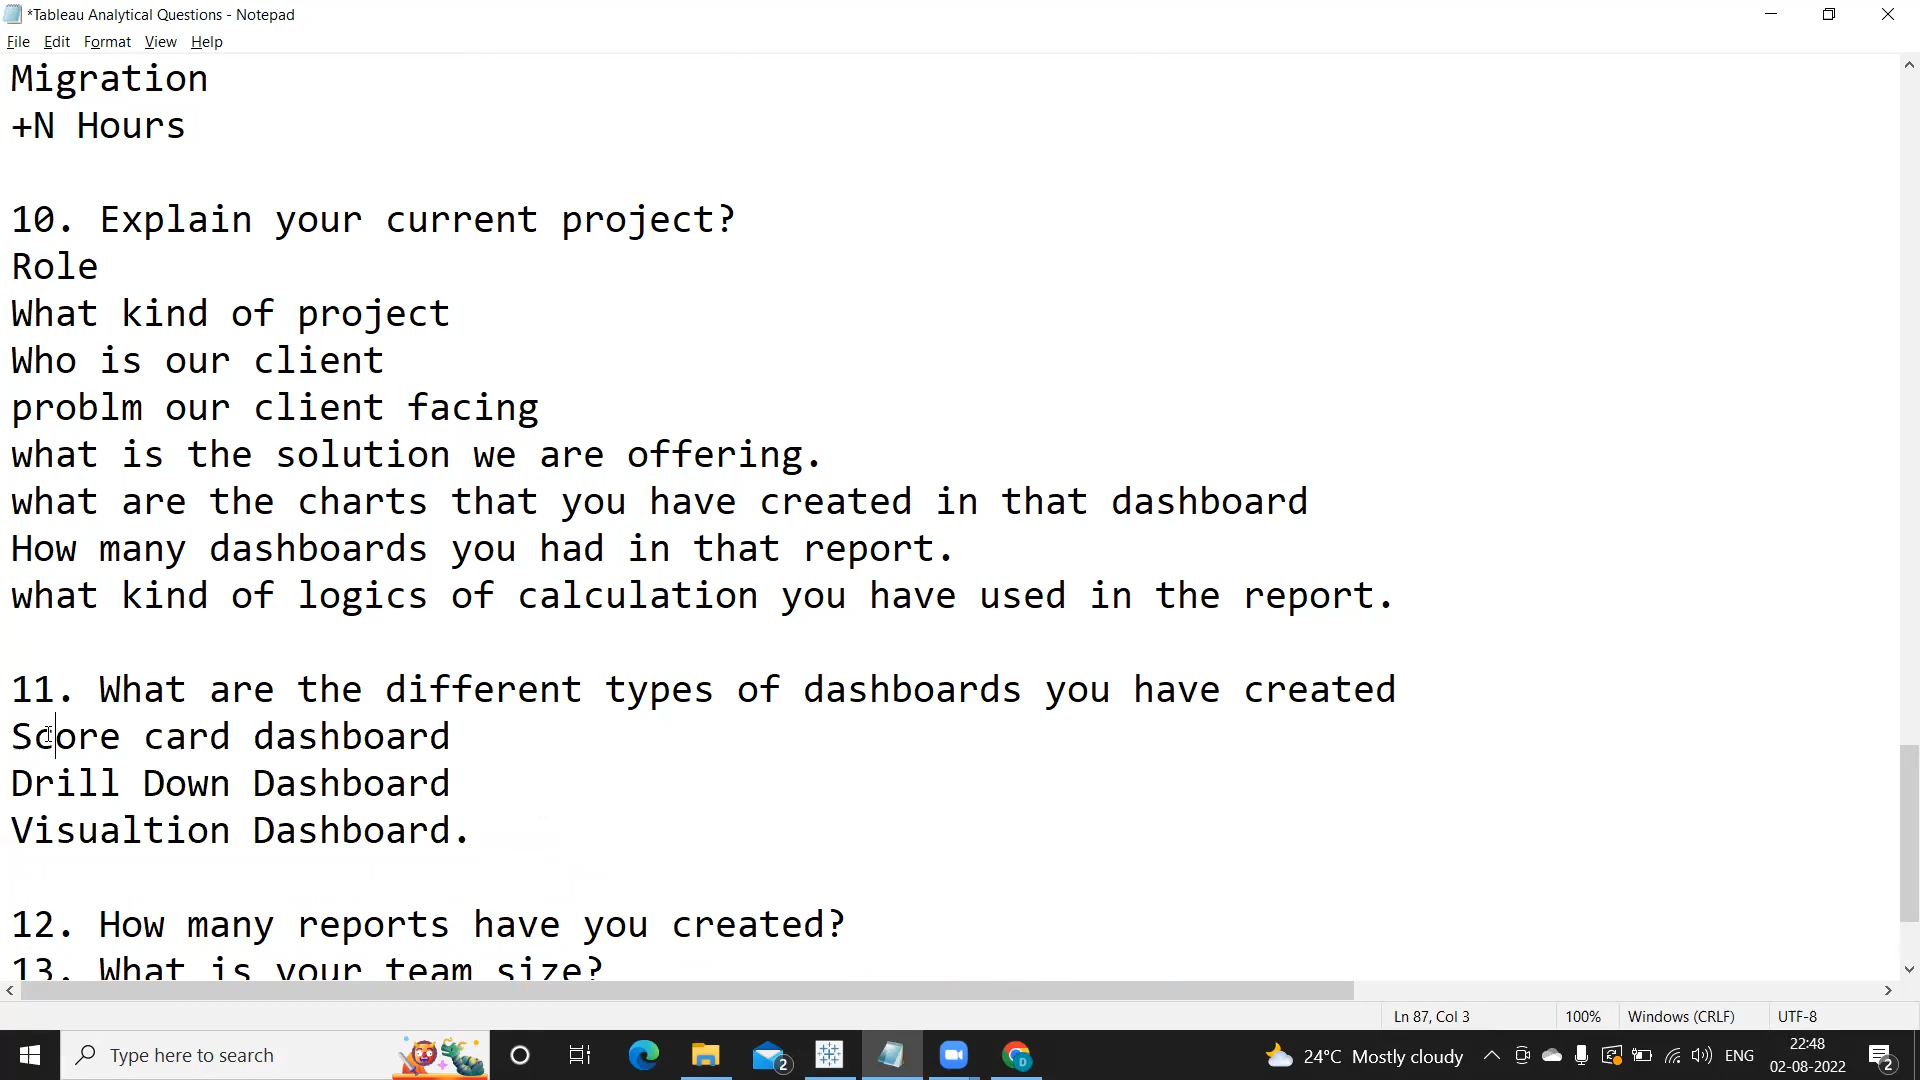 *Tableau Analytical Questions - Notepad
File Edit Format View Help
Migration
+N Hours
10. Explain your current project?
Role
What kind of project
Who is our client
problm our client facing
what is the solution we are offering.
what are the charts that you have created in that dashboard
How many dashboards you had in that report.
what kind of logics of calculation you have used in the report.
11. What are the different types of dashboards you have created
Score card dashboard
Drill Down Dashboard
Visualtion Dashboard.
12. How many reports have you created?
13. What is your team size?
Ln 87, Col 3 100% Windows (CRLF) UTF-8
Type here to search 2 24°C Mostly cloudy ENG 22:48 02-08-2022 2